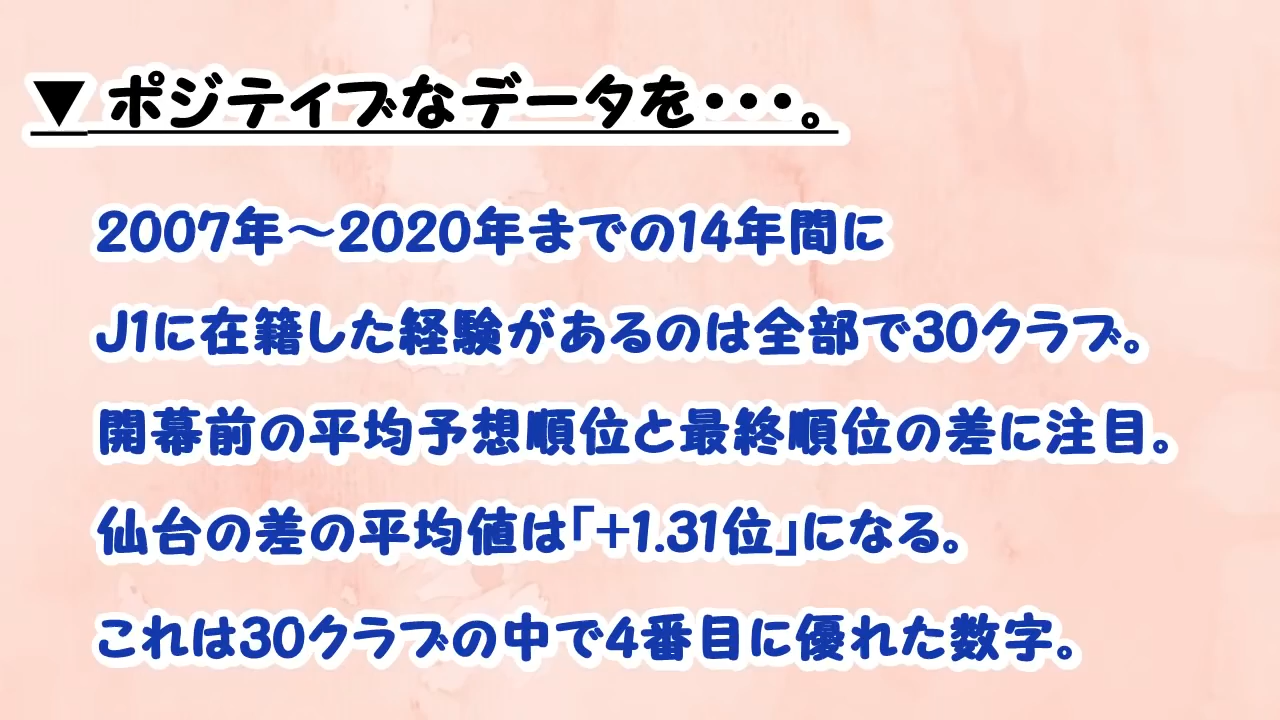 ▼ ポジティブなデータを・・・。
2007年～2020年までの14年間に
J1に在籍した経験があるのは全部で30クラブ。
開幕前の平均予想順位と最終順位の差に注目。
仙台の差の平均値は「+1.31位」になる。
これは30クラブの中で4番目に優れた数字。